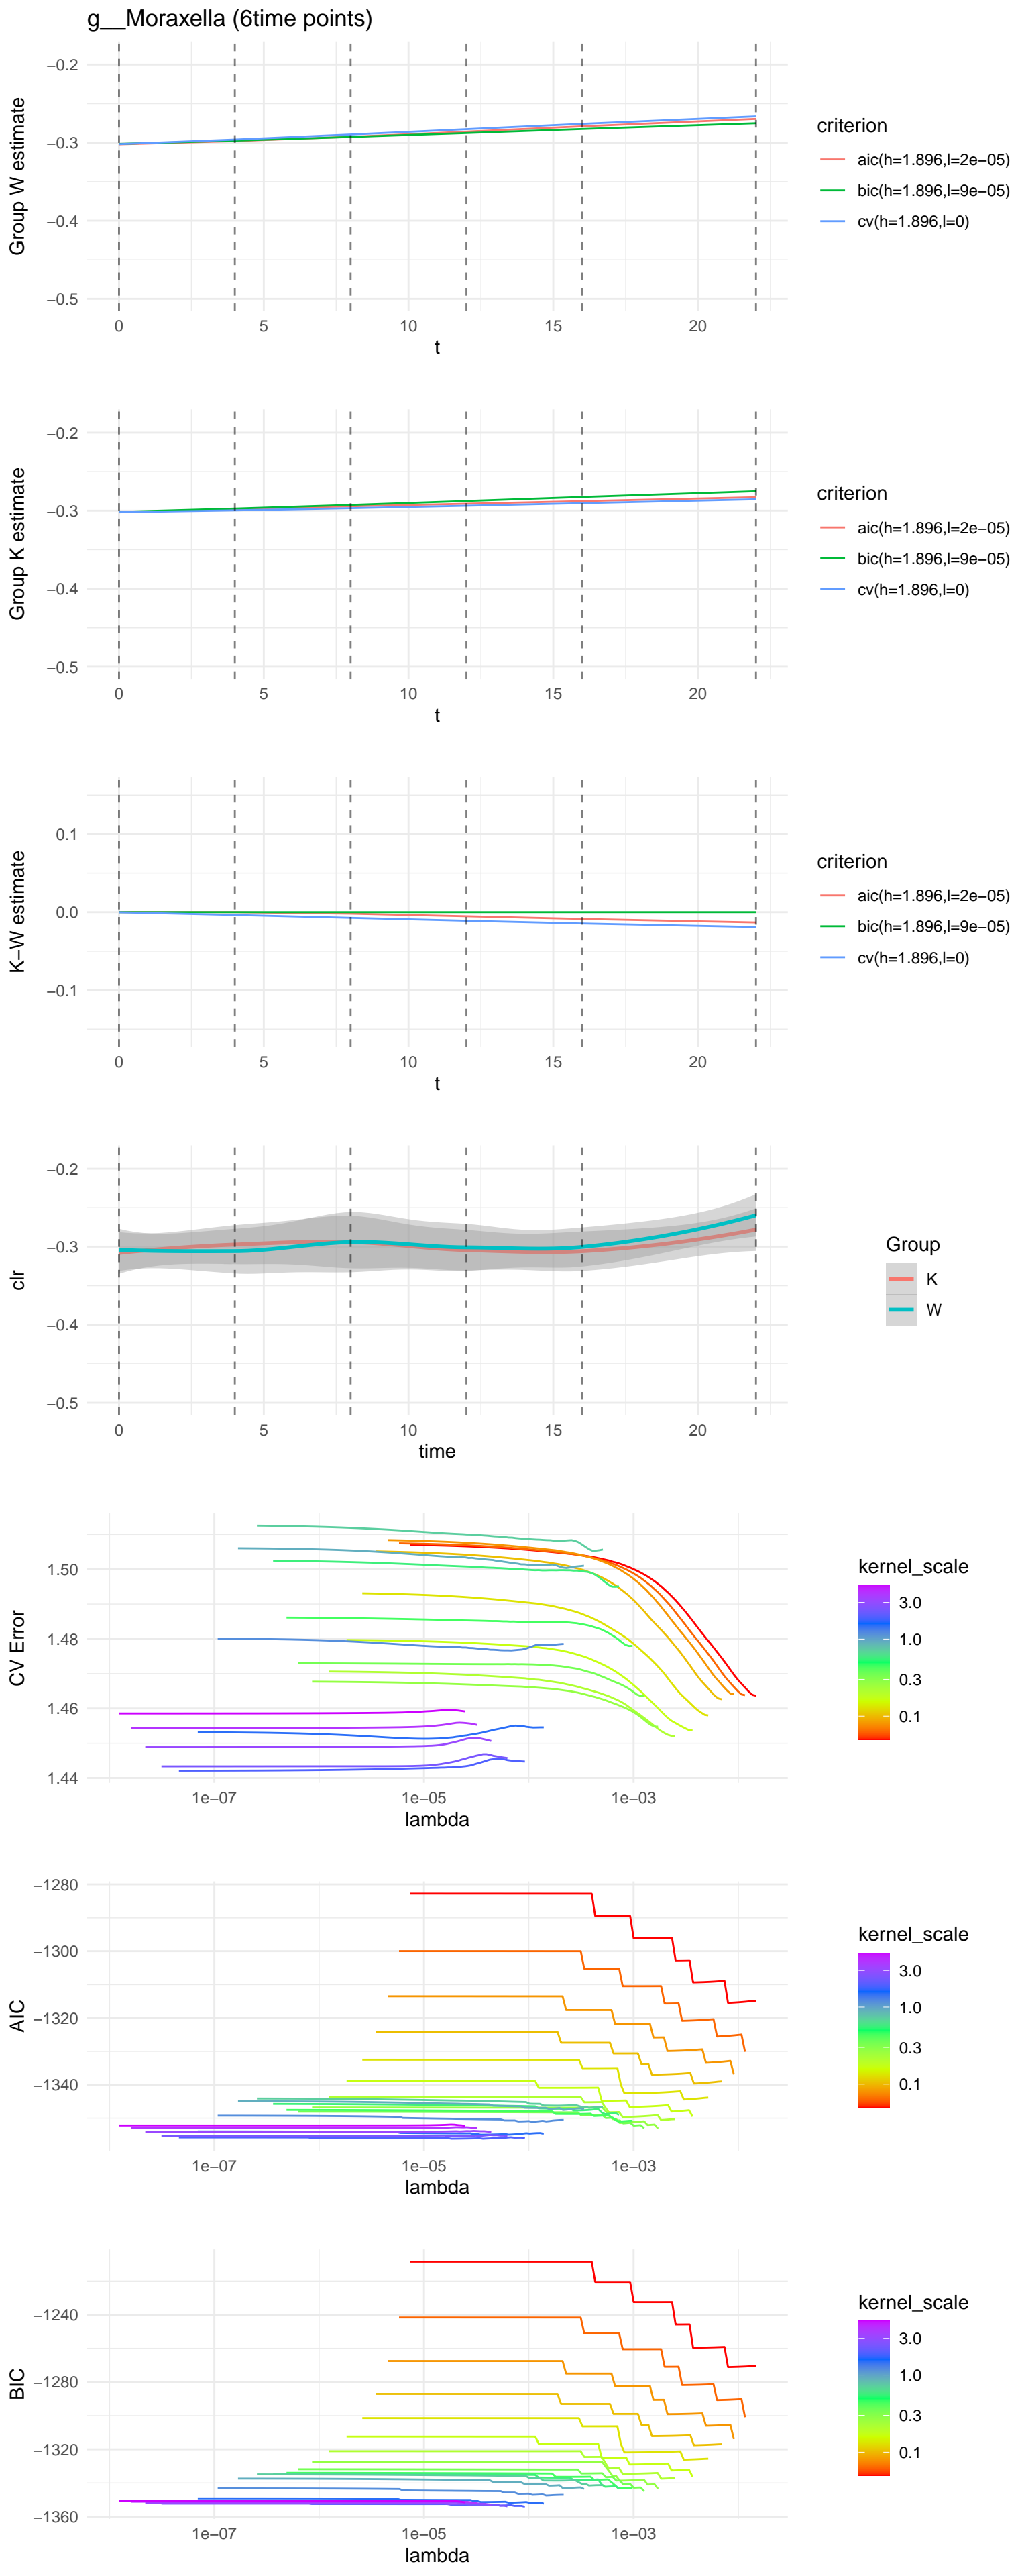 g__Moraxella (6time points)
Group W estimate
−0.2
−0.3
−0.4
−0.5
0 5 10 15 20
t
criterion
aic(h=1.896,l=2e−05)
bic(h=1.896,l=9e−05)
cv(h=1.896,l=0)
Group K estimate
−0.2
−0.3
−0.4
−0.5
0 5 10 15 20
t
criterion
aic(h=1.896,l=2e−05)
bic(h=1.896,l=9e−05)
cv(h=1.896,l=0)
K−W estimate
0.1
0.0
−0.1
0 5 10 15 20
t
criterion
aic(h=1.896,l=2e−05)
bic(h=1.896,l=9e−05)
cv(h=1.896,l=0)
clr
−0.2
−0.3
−0.4
−0.5
0 5 10 15 20
time
Group
K
W
CV Error
1.50
1.48
1.46
1.44
1e−07 1e−05 1e−03
lambda
kernel_scale
3.0
1.0
0.3
0.1
AIC
−1280
−1300
−1320
−1340
1e−07 1e−05 1e−03
lambda
kernel_scale
3.0
1.0
0.3
0.1
BIC
−1240
−1280
−1320
−1360
1e−07 1e−05 1e−03
lambda
kernel_scale
3.0
1.0
0.3
0.1